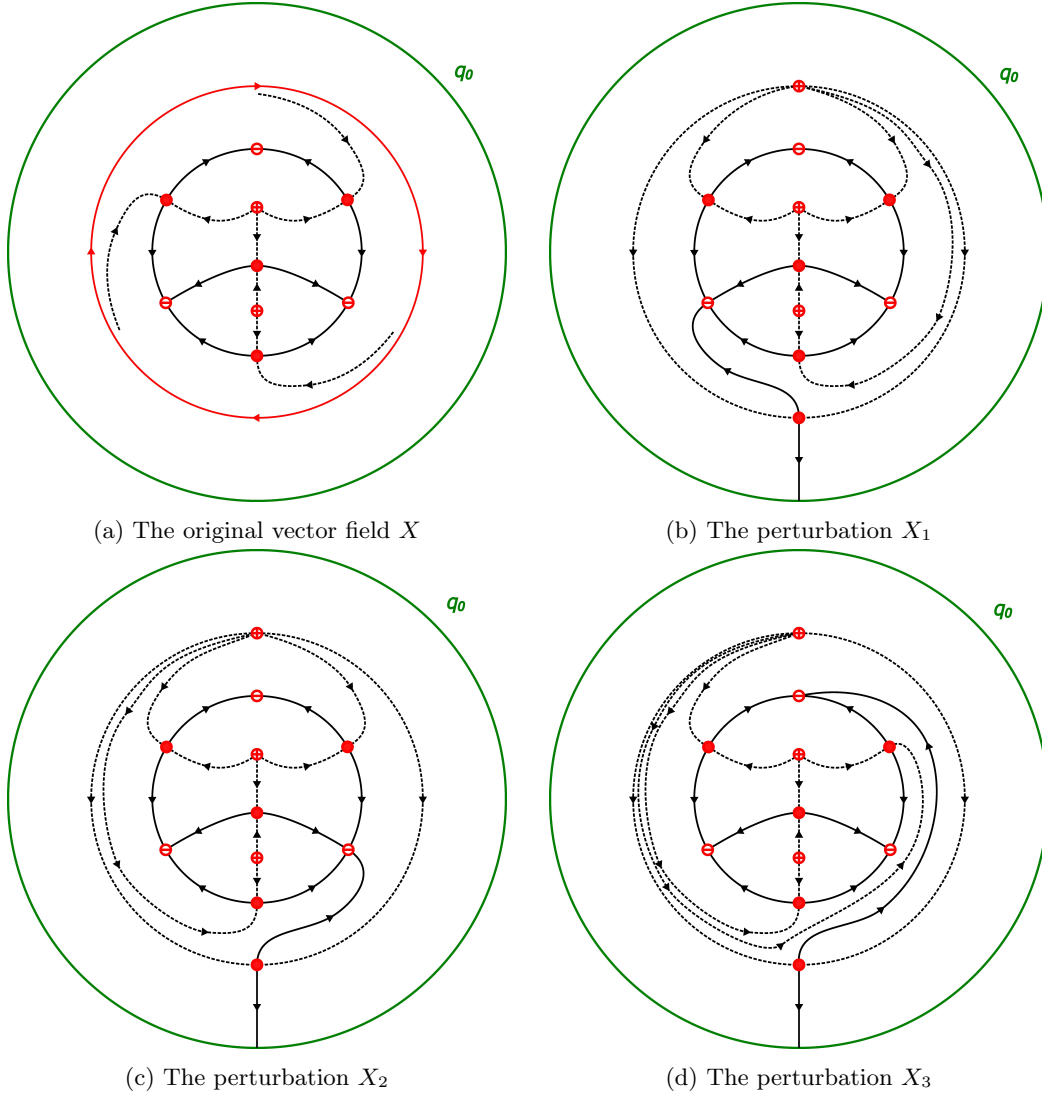 q₀
q₀
(a) The original vector field X
(b) The perturbation X₁
q₀
q₀
(c) The perturbation X₂
(d) The perturbation X₃